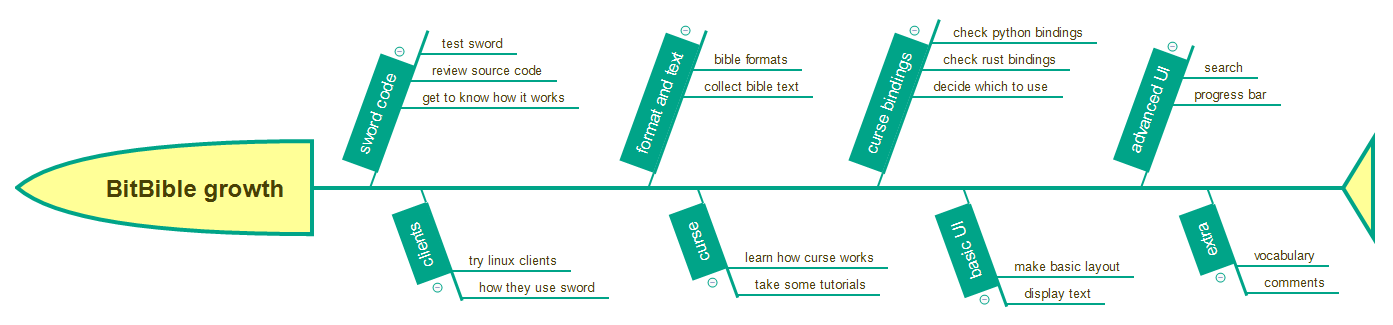 BitBible growth
sword code
test sword
review source code
get to know how it works
format and text
bible formats
collect bible text
curse bindings
check python bindings
check rust bindings
decide which to use
advanced UI
search
progress bar
clients
try linux clients
how they use sword
curse
learn how curse works
take some tutorials
basic UI
make basic layout
display text
extra
vocabulary
comments